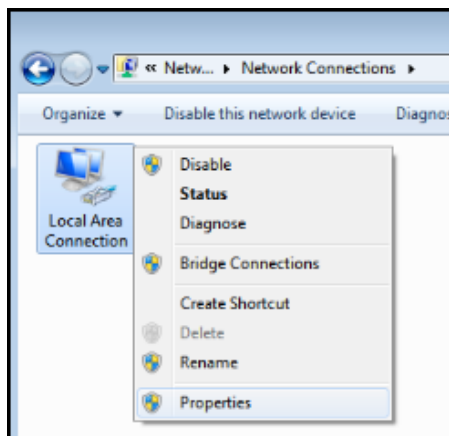 « Netw... ▸ Network Connections ▸
Organize ▾ Disable this network device Diagnos
Local Area
Connection
Disable
Status
Diagnose
Bridge Connections
Create Shortcut
Delete
Rename
Properties